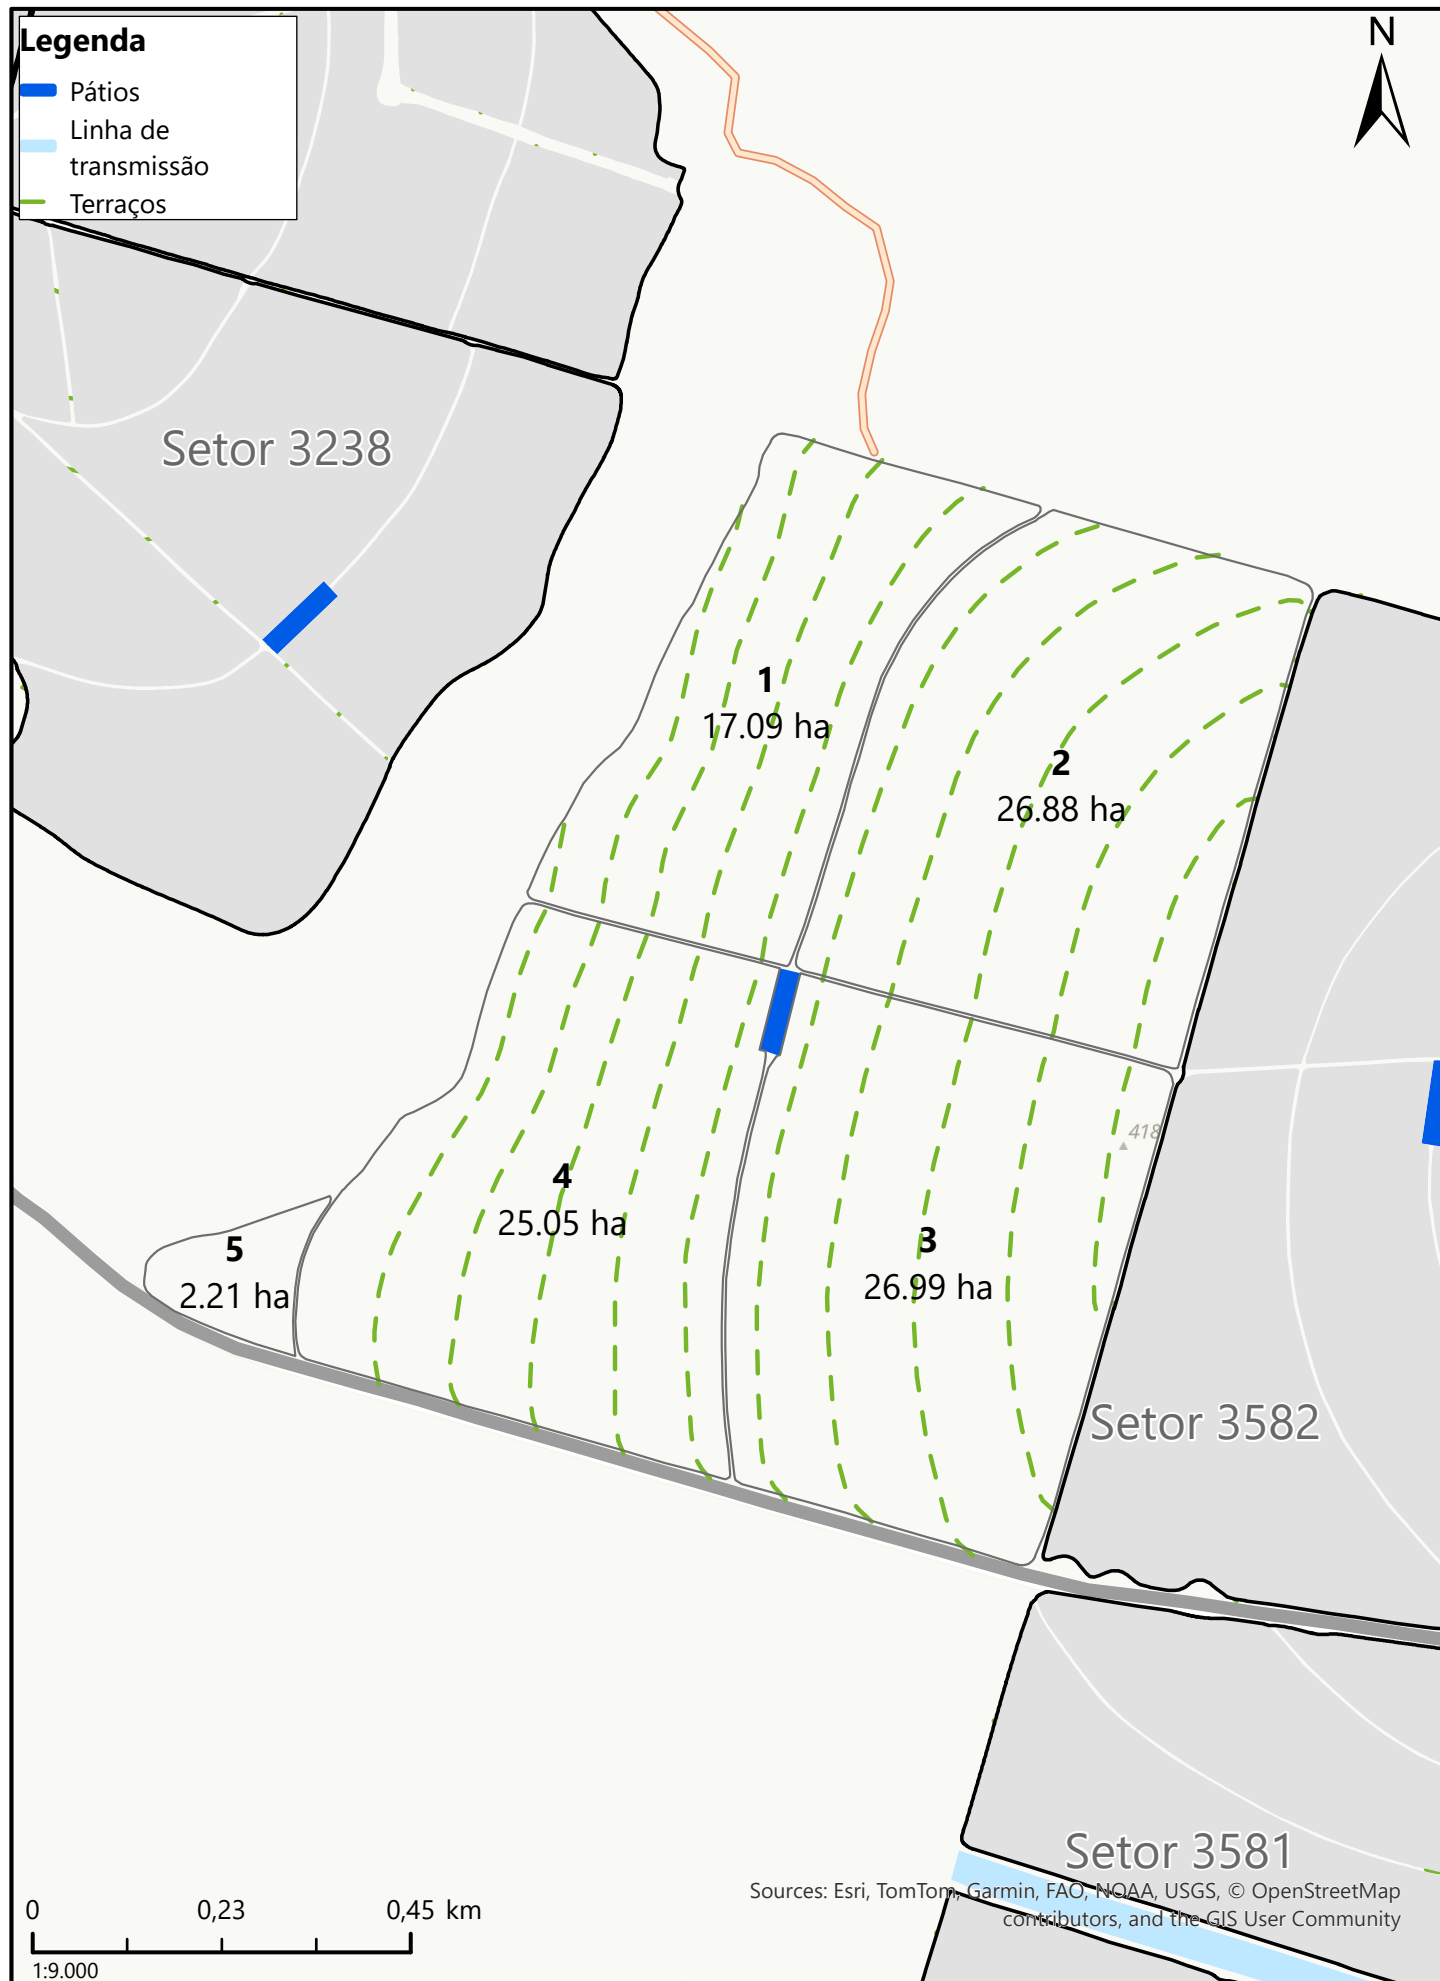 Legenda
Pátios
Linha de
transmissão
Terraços
N
Setor 3238
1
17.09 ha
2
26.88 ha
418
4
25.05 ha
3
26.99 ha
5
2.21 ha
Setor 3582
Setor 3581
Sources: Esri, TomTom, Garmin, FAO, NOAA, USGS, © OpenStreetMap
contributors, and the GIS User Community
0 0,23 0,45 km
1:9.000